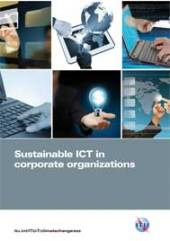 Sustainable ICT in
corporate organizations
itu.int/ITU-T/climatechange/ess